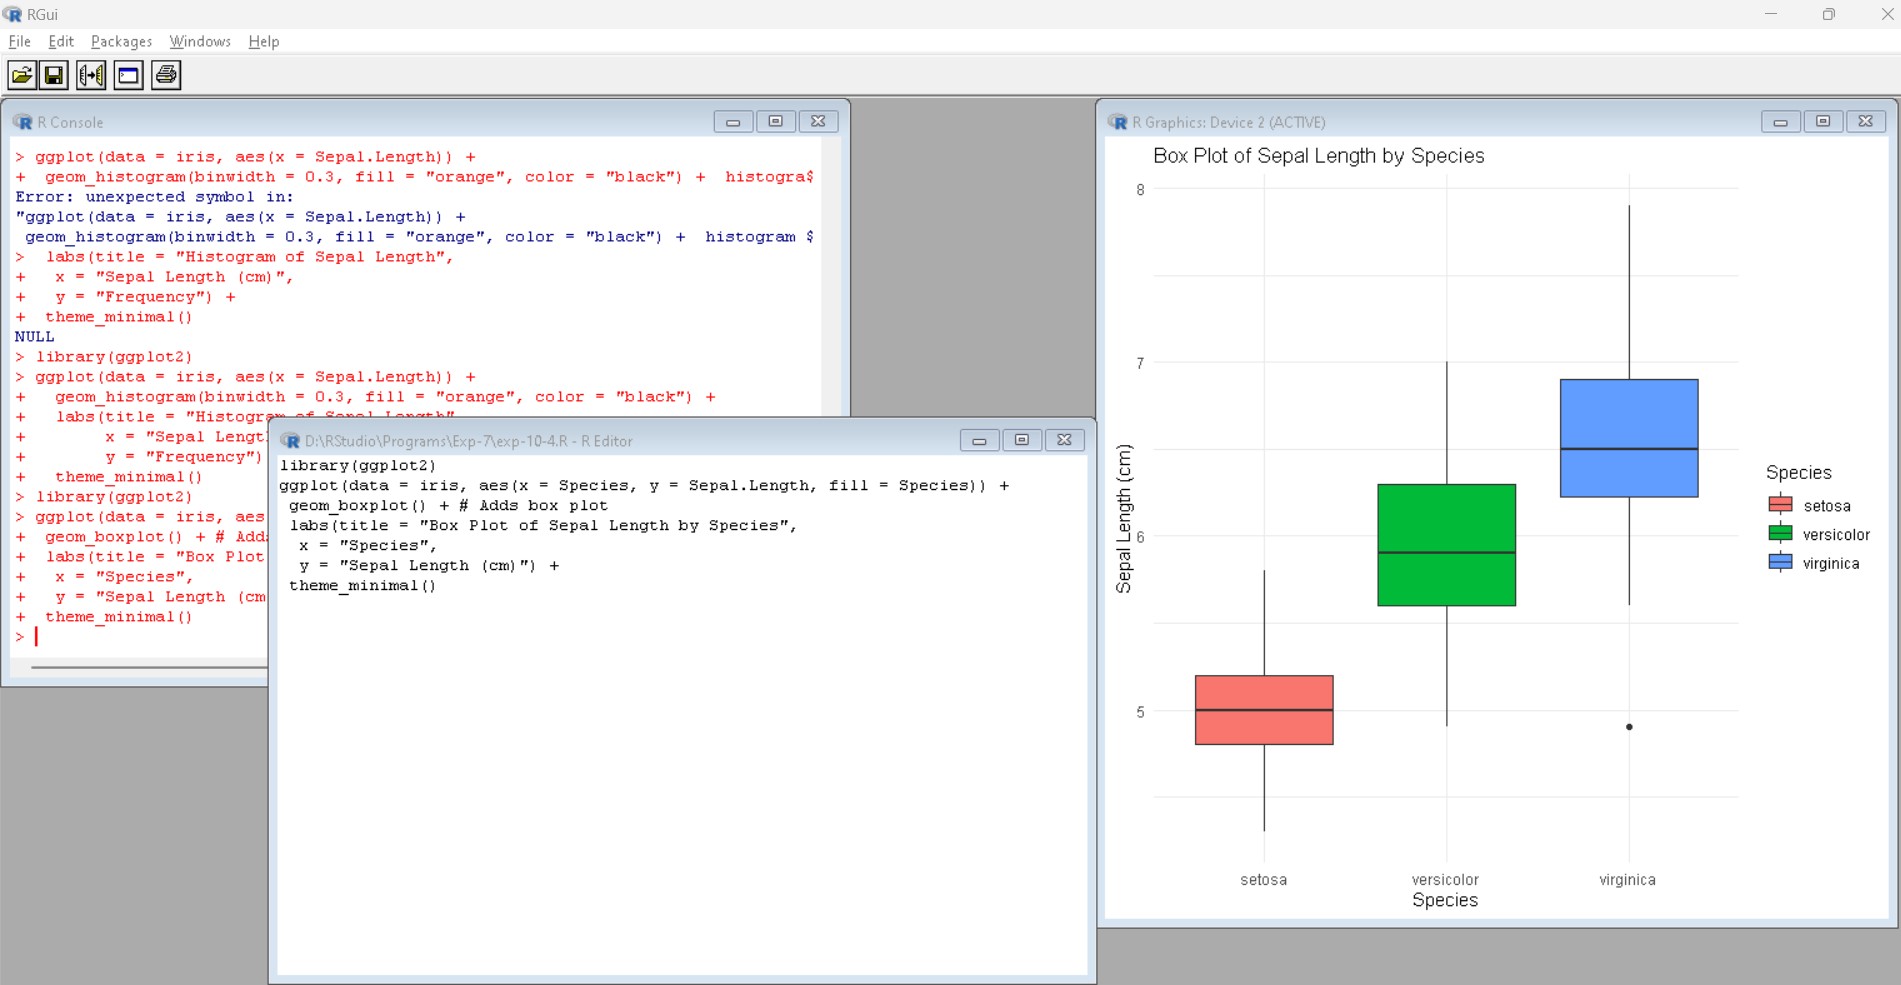 RGui
File Edit Packages Windows Help
R Console
> ggplot(data = iris, aes(x = Sepal.Length)) +
+  geom_histogram(binwidth = 0.3, fill = "orange", color = "black") +  histogra$
Error: unexpected symbol in:
"ggplot(data = iris, aes(x = Sepal.Length)) +
 geom_histogram(binwidth = 0.3, fill = "orange", color = "black") +  histogram $
>  labs(title = "Histogram of Sepal Length",
+   x = "Sepal Length (cm)",
+   y = "Frequency") +
+  theme_minimal()
NULL
> library(ggplot2)
> ggplot(data = iris, aes(x = Sepal.Length)) +
+   geom_histogram(binwidth = 0.3, fill = "orange", color = "black") +
+   labs(title = "Histogram of Sepal Length",
+        x = "Sepal Lengt
+        y = "Frequency")
+   theme_minimal()
> library(ggplot2)
> ggplot(data = iris, aes
+  geom_boxplot() + # Adds
+  labs(title = "Box Plot
+   x = "Species",
+   y = "Sepal Length (cm
+  theme_minimal()
>
D:\RStudio\Programs\Exp-7\exp-10-4.R - R Editor
library(ggplot2)
ggplot(data = iris, aes(x = Species, y = Sepal.Length, fill = Species)) +
 geom_boxplot() + # Adds box plot
 labs(title = "Box Plot of Sepal Length by Species",
  x = "Species",
  y = "Sepal Length (cm)") +
 theme_minimal()
R Graphics: Device 2 (ACTIVE)
Box Plot of Sepal Length by Species
8
7
6
5
Sepal Length (cm)
setosa versicolor virginica
Species
Species
setosa
versicolor
virginica